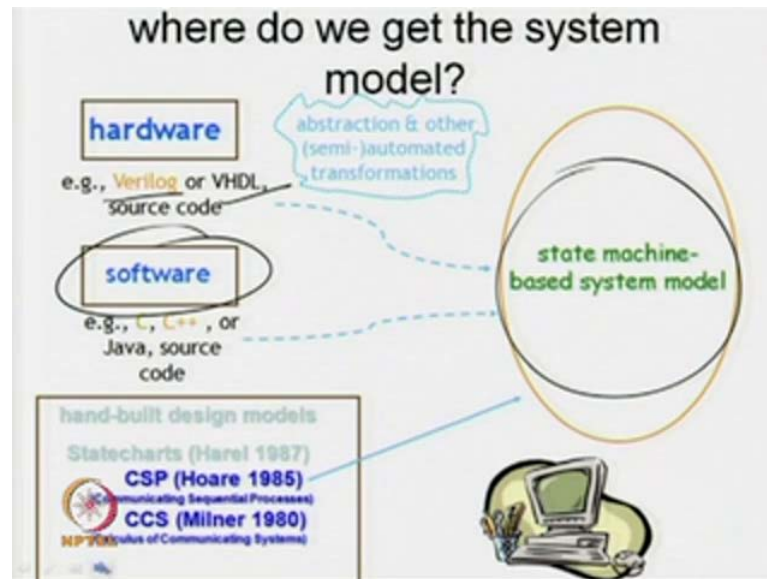 where do we get the system
model?
hardware
abstraction & other
(semi-)automated
transformations
e.g., Verilog or VHDL,
source code
software
e.g., C, C++ , or
Java, source
code
state machine-
based system model
hand-built design models
Statecharts (Harel 1987)
CSP (Hoare 1985)
Communicating Sequential Processes)
CCS (Milner 1980)
of Communicating Systems)
NPTEL